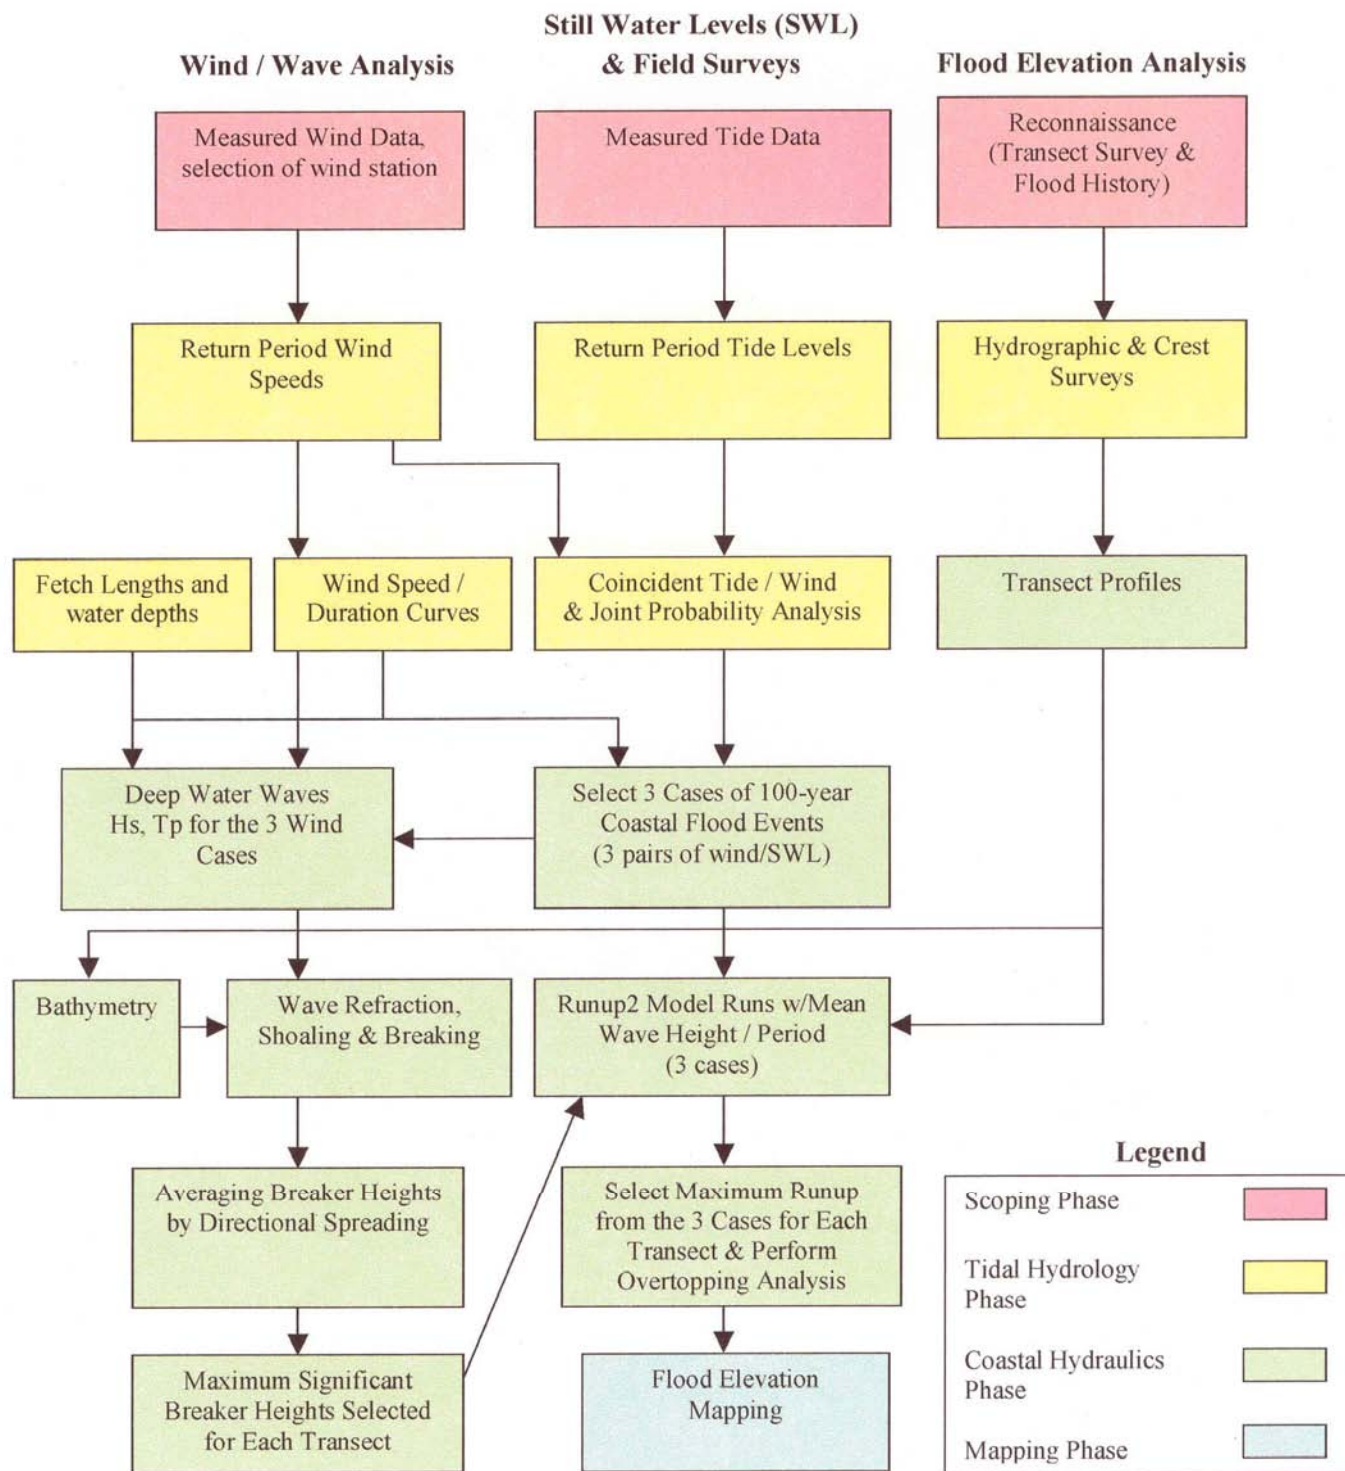 Wind / Wave Analysis
Still Water Levels (SWL)
& Field Surveys
Flood Elevation Analysis
Measured Wind Data,
selection of wind station
Measured Tide Data
Reconnaissance
(Transect Survey &
Flood History)
Return Period Wind
Speeds
Return Period Tide Levels
Hydrographic & Crest
Surveys
Fetch Lengths and
water depths
Wind Speed /
Duration Curves
Coincident Tide / Wind
& Joint Probability Analysis
Transect Profiles
Deep Water Waves
Hs, Tp for the 3 Wind
Cases
Select 3 Cases of 100-year
Coastal Flood Events
(3 pairs of wind/SWL)
Bathymetry
Wave Refraction,
Shoaling & Breaking
Runup2 Model Runs w/Mean
Wave Height / Period
(3 cases)
Averaging Breaker Heights
by Directional Spreading
Select Maximum Runup
from the 3 Cases for Each
Transect & Perform
Overtopping Analysis
Maximum Significant
Breaker Heights Selected
for Each Transect
Flood Elevation
Mapping
Legend
Scoping Phase
Tidal Hydrology
Phase
Coastal Hydraulics
Phase
Mapping Phase